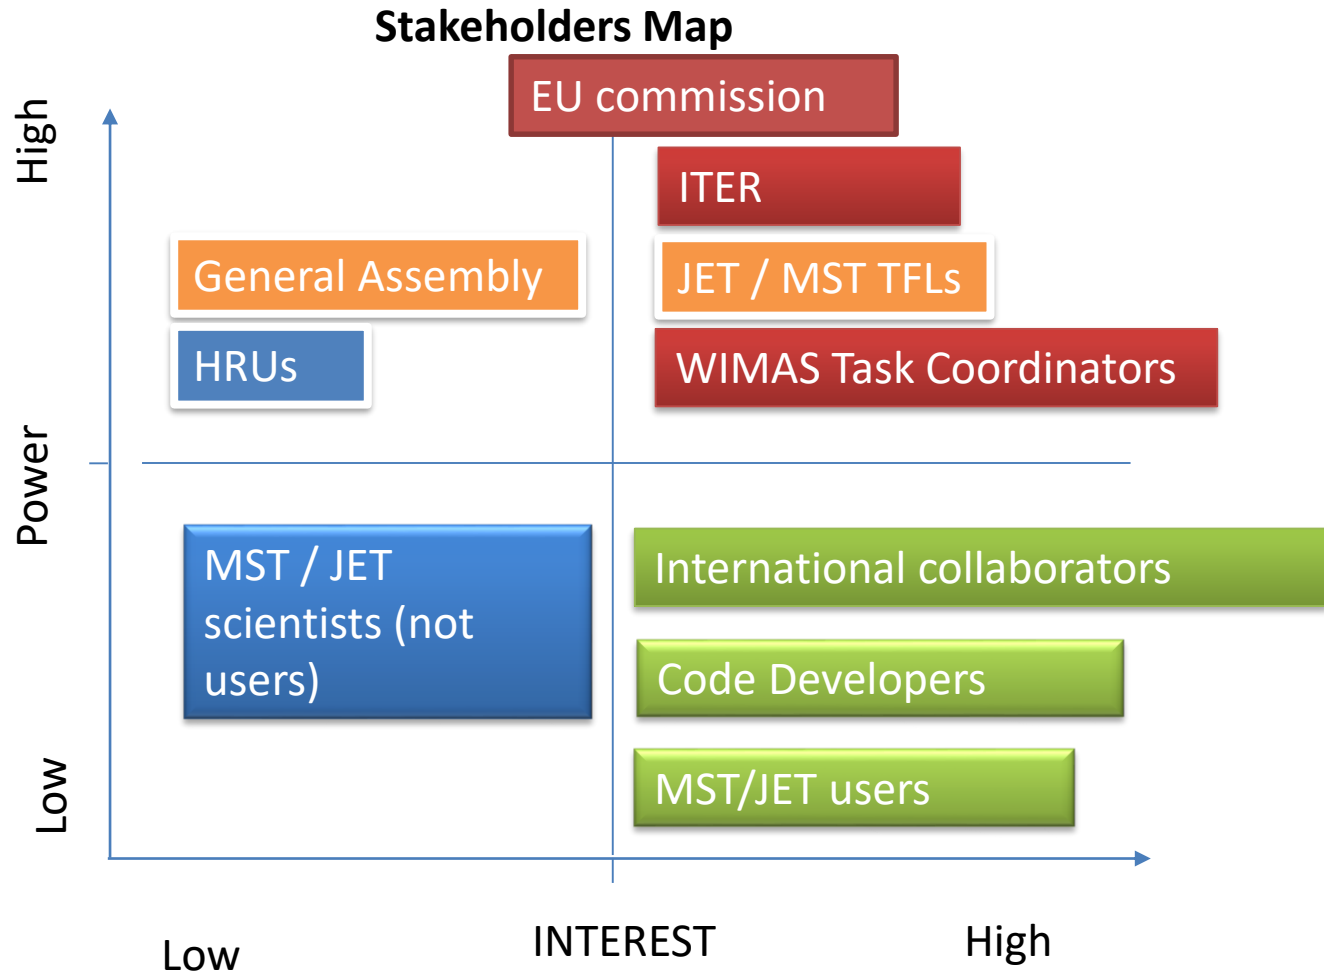 Stakeholders Map
EU commission
High
ITER
General Assembly
JET / MST TFLs
HRUs
WIMAS Task Coordinators
Power
MST / JET
scientists (not
users)
International collaborators
Code Developers
MST/JET users
Low
Low
INTEREST
High